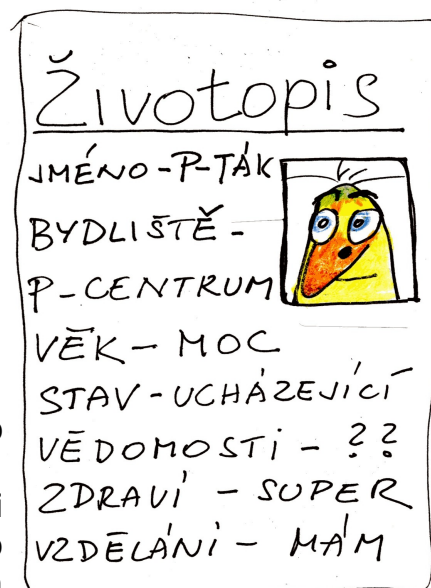 Životopis
JMÉNO-P-TÁK
BYDLIŠTĚ-
P-CENTRUM
VĚK-MOC
STAV-UCHÁZEJÍCÍ
VĚDOMOSTI-??
ZDRAVÍ-SUPER
VZDĚLÁNÍ-MÁM